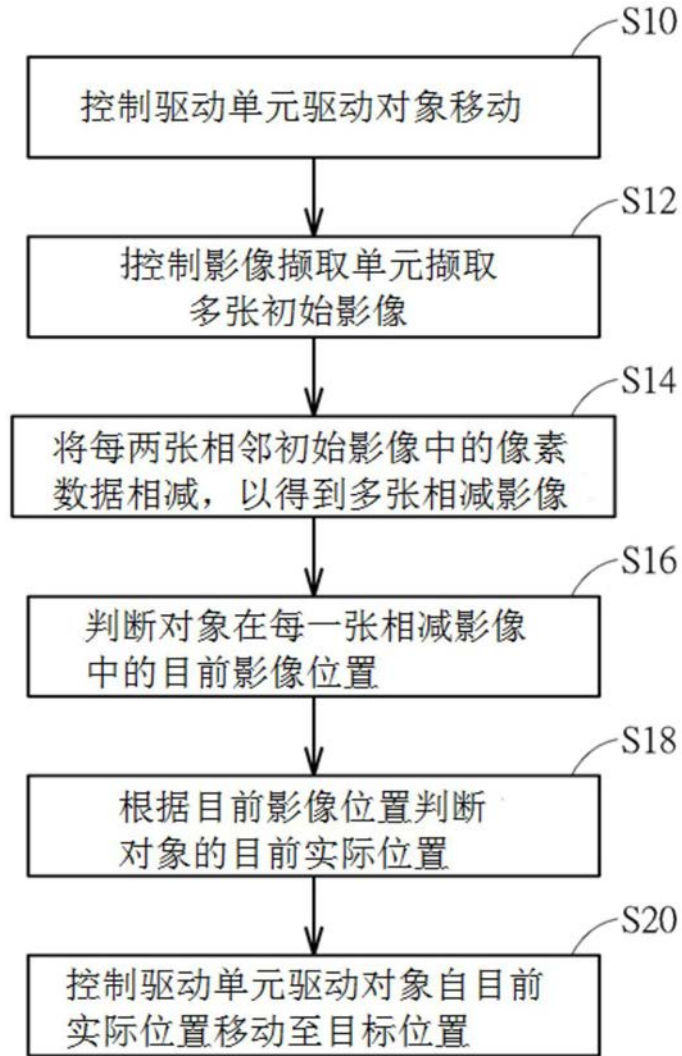 S10
控制驱动单元驱动对象移动
S12
控制影像撷取单元撷取
多张初始影像
S14
将每两张相邻初始影像中的像素
数据相减，以得到多张相减影像
S16
判断对象在每一张相减影像
中的目前影像位置
S18
根据目前影像位置判断
对象的目前实际位置
S20
控制驱动单元驱动对象自目前
实际位置移动至目标位置